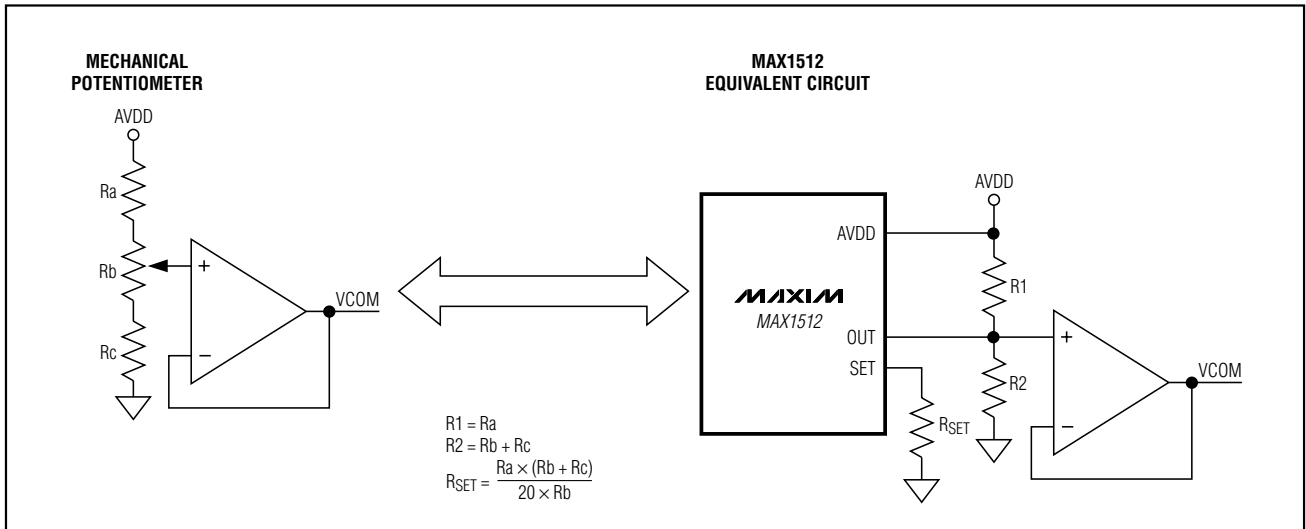 MECHANICAL
POTENTIOMETER
AVDD
Ra
Rb
Rc
+
−
VCOM
R1 = Ra
R2 = Rb + Rc
RSET = Ra × (Rb + Rc)
20 × Rb
MAX1512
EQUIVALENT CIRCUIT
AVDD
AVDD
MAXIM
MAX1512
OUT
SET
R1
R2
RSET
+
−
VCOM